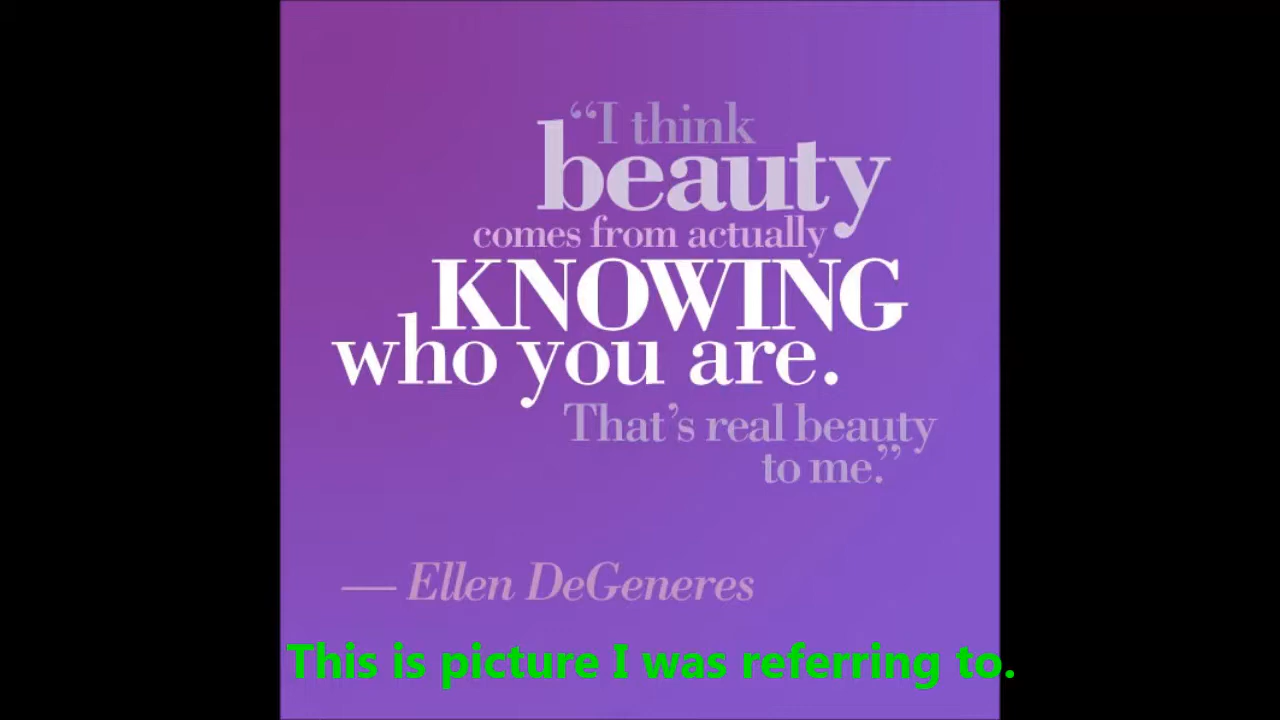 “I think
beauty
comes from actually
KNOWING
who you are.
That’s real beauty
to me.”
— Ellen DeGeneres
This is picture I was referring to.